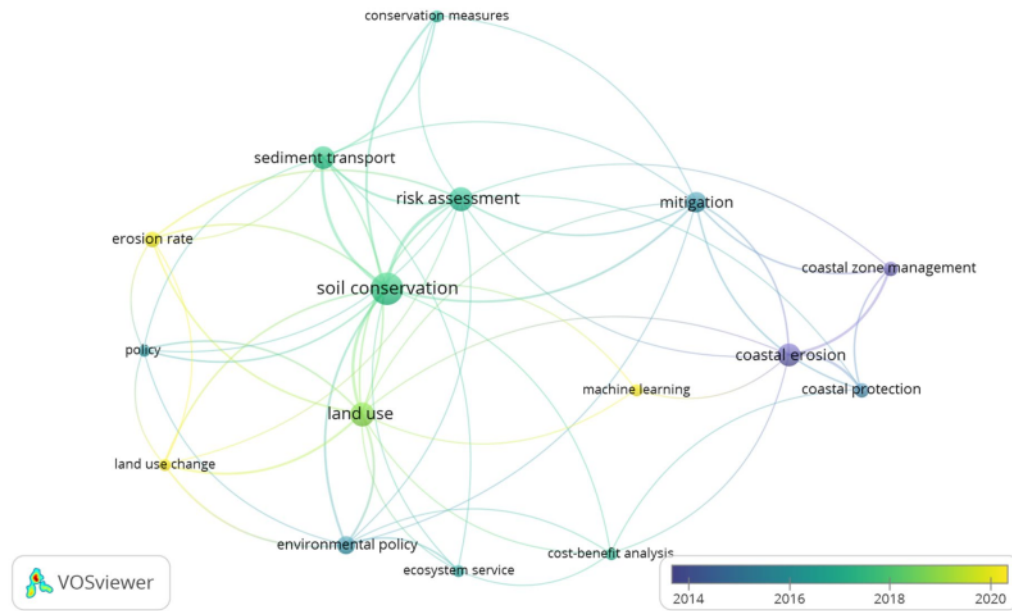 conservation measures
sediment transport
risk assessment
mitigation
erosion rate
coastal zone management
soil conservation
policy
coastal erosion
machine learning
coastal protection
land use
land use change
environmental policy
cost-benefit analysis
ecosystem service
VOSviewer
2014 2016 2018 2020